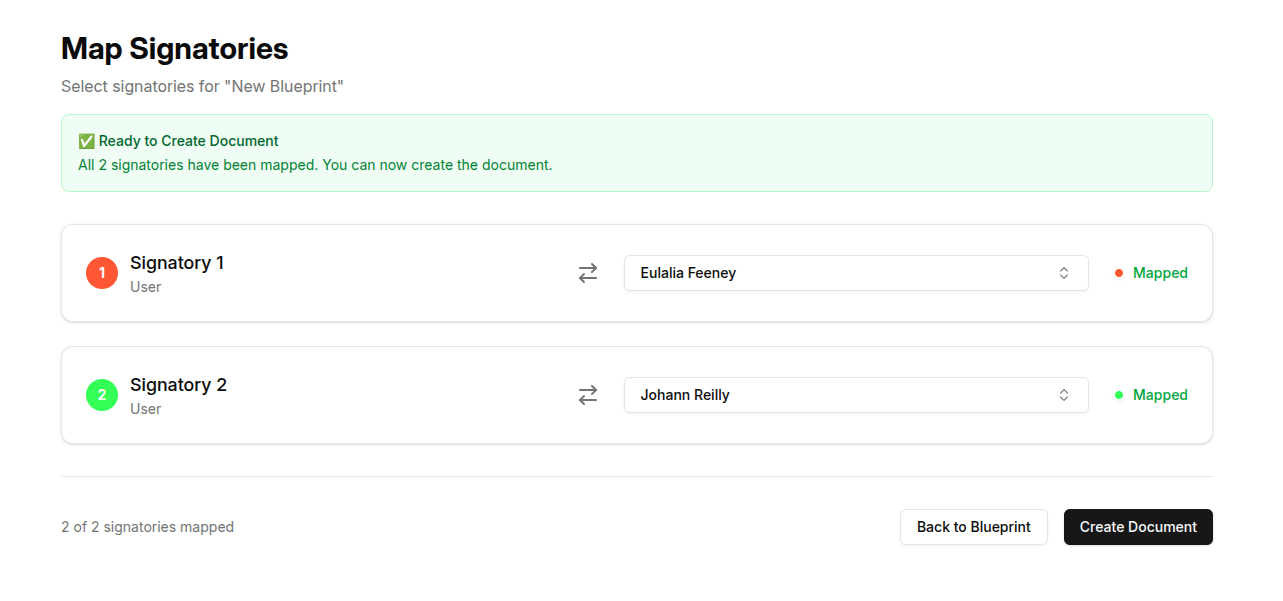 Map Signatories
Select signatories for "New Blueprint"
✅ Ready to Create Document
All 2 signatories have been mapped. You can now create the document.
1
Signatory 1
User
Eulalia Feeney
Mapped
2
Signatory 2
User
Johann Reilly
Mapped
2 of 2 signatories mapped
Back to Blueprint
Create Document